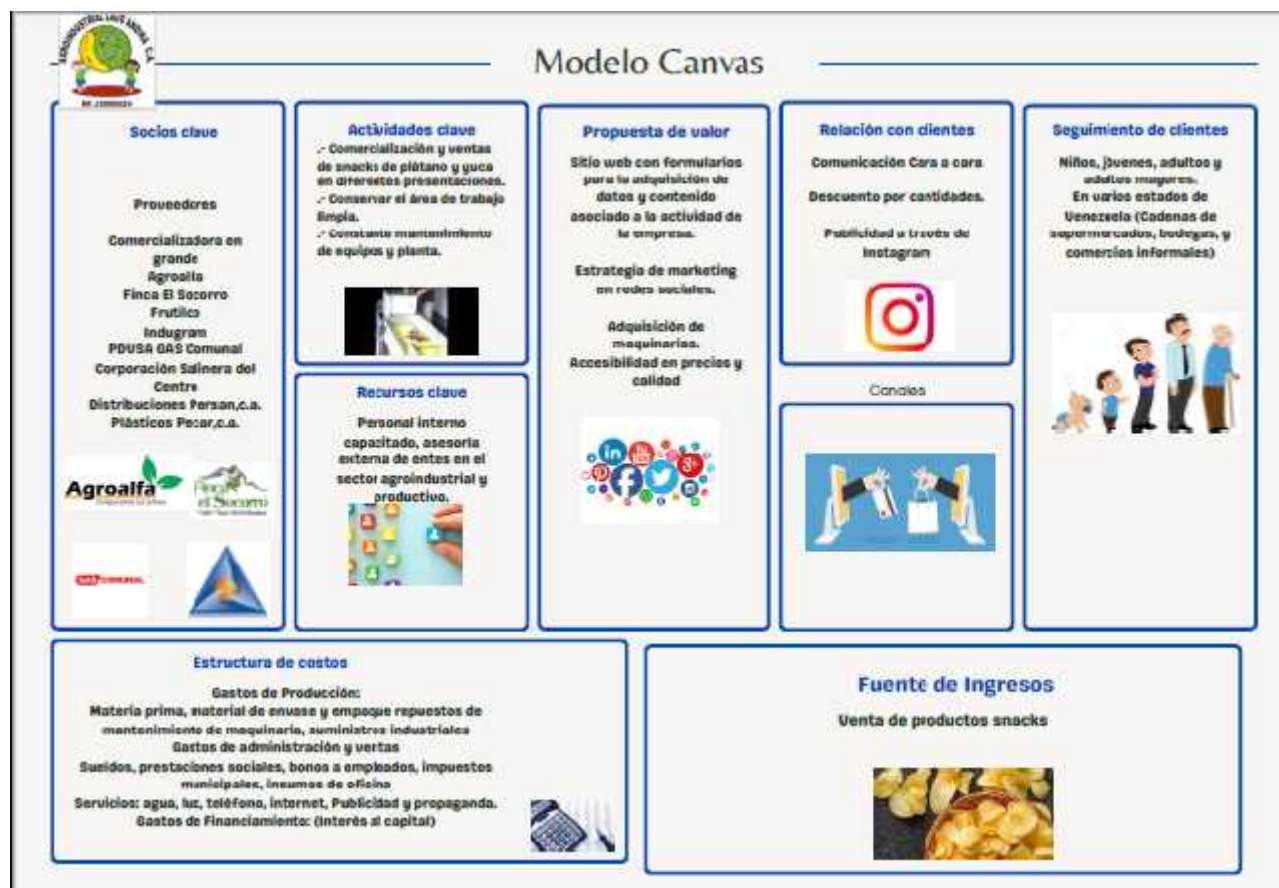 AGROINDUSTRIAL ANDINA C.A
Modelo Canvas
Socios clave
Proveedores
Comercializadora en
grande
Agroalfa
Finca El Socorro
Frutilca
Indugram
PDUSA GAS Comunal
Corporación Salinera del
Centro
Distribuciones Persan,c.a.
Plásticos Pecar,c.a.
Agroalfa
Finca
el Socorro
GAS COMUNAL
Actividades clave
.- Comercialización y ventas
de snacks de plátano y yuca
en diferentes presentaciones.
.- Conservar el área de trabajo
limpia.
.- Constante mantenimiento
de equipos y planta.
Recursos clave
Personal interno
capacitado, asesoría
externa de entes en el
sector agroindustrial y
productivo.
Propuesta de valor
Sitio web con formularios
para la adquisición de
datos y contenido
asociado a la actividad de
la empresa.
Estrategia de marketing
en redes sociales.
Adquisición de
maquinarias.
Accesibilidad en precios y
calidad
Relación con clientes
Comunicación Cara a cara
Descuento por cantidades.
Publicidad a través de
Instagram
Canales
Seguimiento de clientes
Niños, jóvenes, adultos y
adultos mayores.
En varios estados de
Venezuela (Cadenas de
supermercados, bodegas, y
comercios informales)
Estructura de costos
Gastos de Producción:
Materia prima, material de envase y empaque repuestos de
mantenimiento de maquinaria, suministros industriales
Gastos de administración y ventas
Sueldos, prestaciones sociales, bonos a empleados, impuestos
municipales, insumos de oficina
Servicios: agua, luz, teléfono, internet, Publicidad y propaganda.
Gastos de Financiamiento: (Interés al capital)
Fuente de Ingresos
Venta de productos snacks